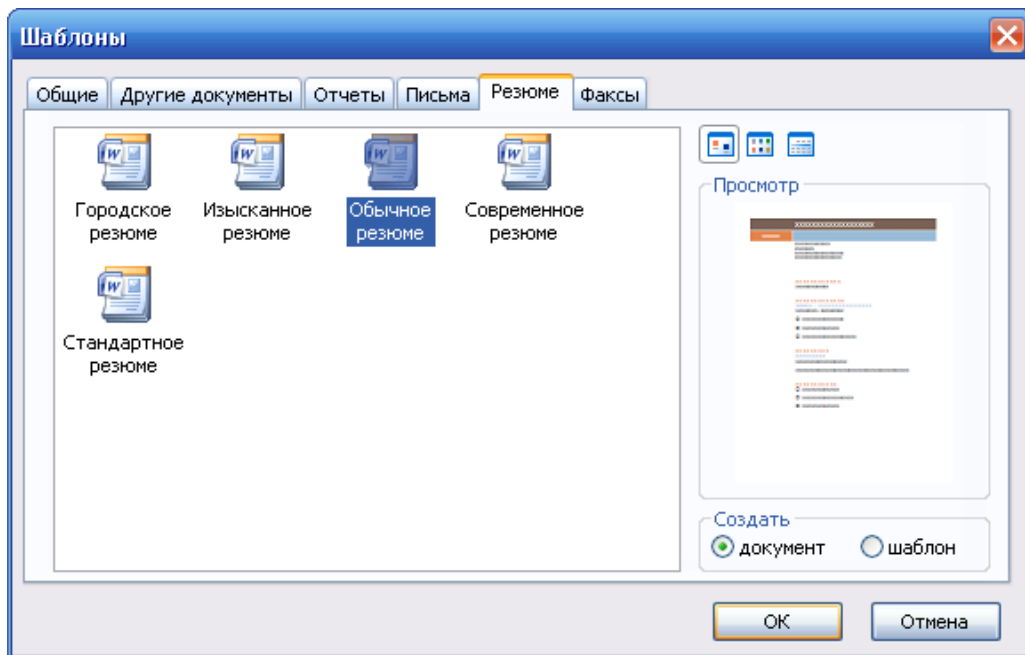 Шаблоны
Общие Другие документы Отчеты Письма Резюме Факсы
Городское резюме
Изысканное резюме
Обычное резюме
Современное резюме
Стандартное резюме
Просмотр
Создать
документ шаблон
ОК Отмена